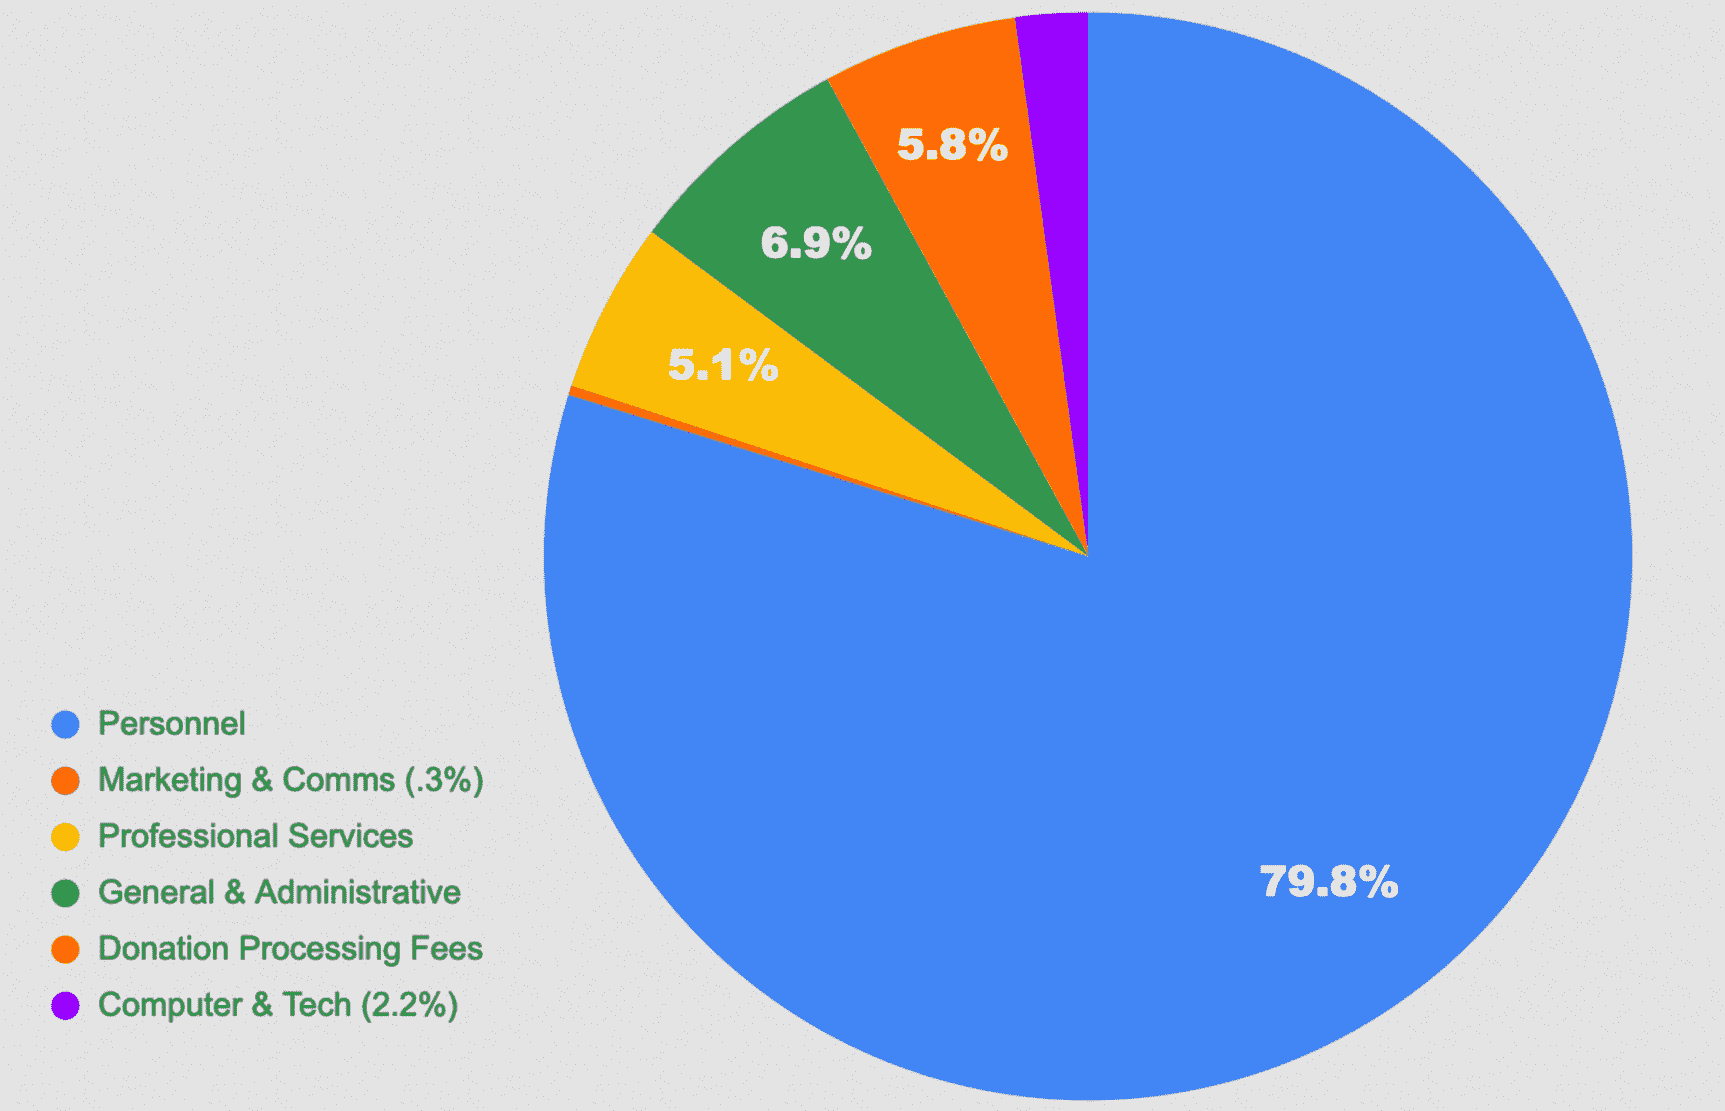 5.8%
6.9%
5.1%
79.8%
Personnel
Marketing & Comms (.3%)
Professional Services
General & Administrative
Donation Processing Fees
Computer & Tech (2.2%)